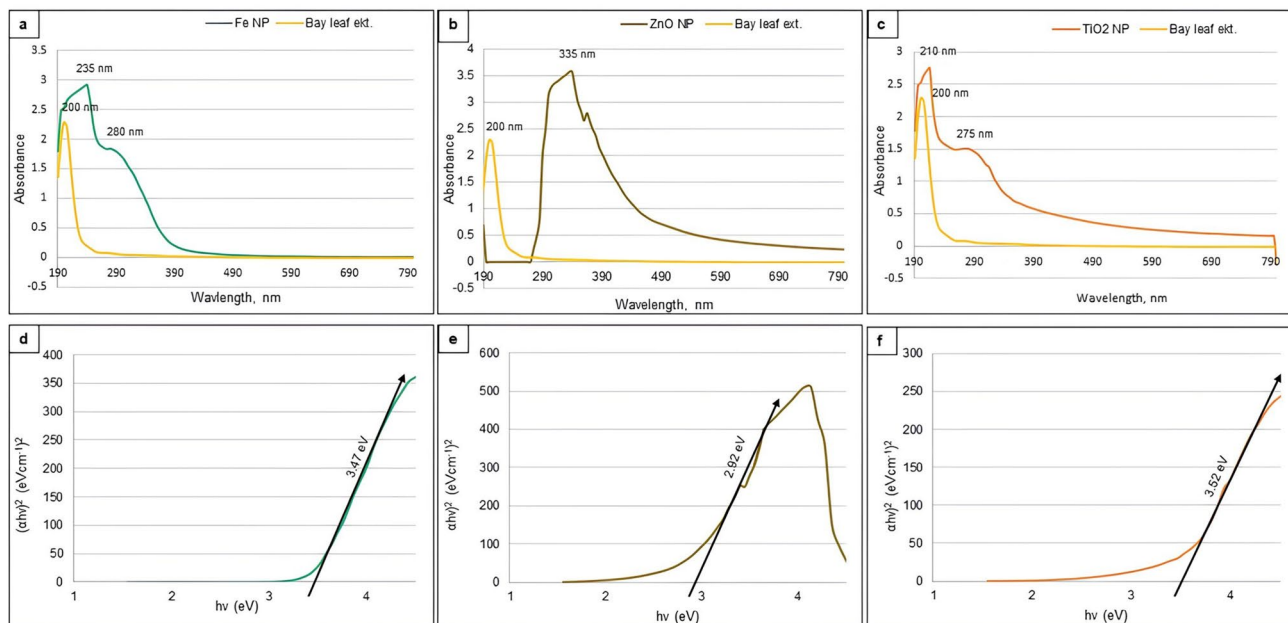 a
Fe NP
Bay leaf ekt.
3.5
3
2.5
2
1.5
1
0.5
0
-0.5
235 nm
200 nm
280 nm
Absorbance
190 290 390 490 590 690 790
Wavlength, nm
b
ZnO NP
Bay leaf ext.
4
3.5
3
2.5
2
1.5
1
0.5
0
-0.5
335 nm
200 nm
Absorbance
190 290 390 490 590 690 790
Wavelength, nm
c
TiO2 NP
Bay leaf ekt.
3
2.5
2
1.5
1
0.5
0
-0.5
210 nm
200 nm
275 nm
Absorbance
190 290 390 490 590 690 790
Wavelength, nm
d
400
350
300
250
200
150
100
50
0
(αhν)² (eVcm⁻¹)²
3.47 eV
1 2 3 4
hν (eV)
e
600
500
400
300
200
100
0
αhν)² (eVcm⁻¹)²
2.92 eV
1 2 3 4
hν (eV)
f
300
250
200
150
100
50
0
αhν)² (eVcm⁻¹)²
3.52 eV
1 2 3 4
hν (eV)